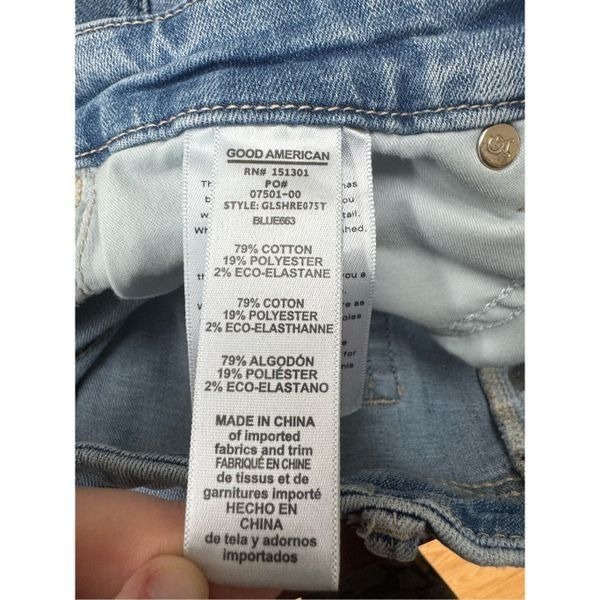 GOOD AMERICAN
RN# 151301
PO#
07501-00
STYLE: GLSHRE075T
BLUE663
79% COTTON
19% POLYESTER
2% ECO-ELASTANE
79% COTON
19% POLYESTER
2% ECO-ELASTHANNE
79% ALGODÓN
19% POLIÉSTER
2% ECO-ELASTANO
MADE IN CHINA
of imported
fabrics and trim
FABRIQUÉ EN CHINE
de tissus et de
garnitures importé
HECHO EN
CHINA
de tela y adornos
importados